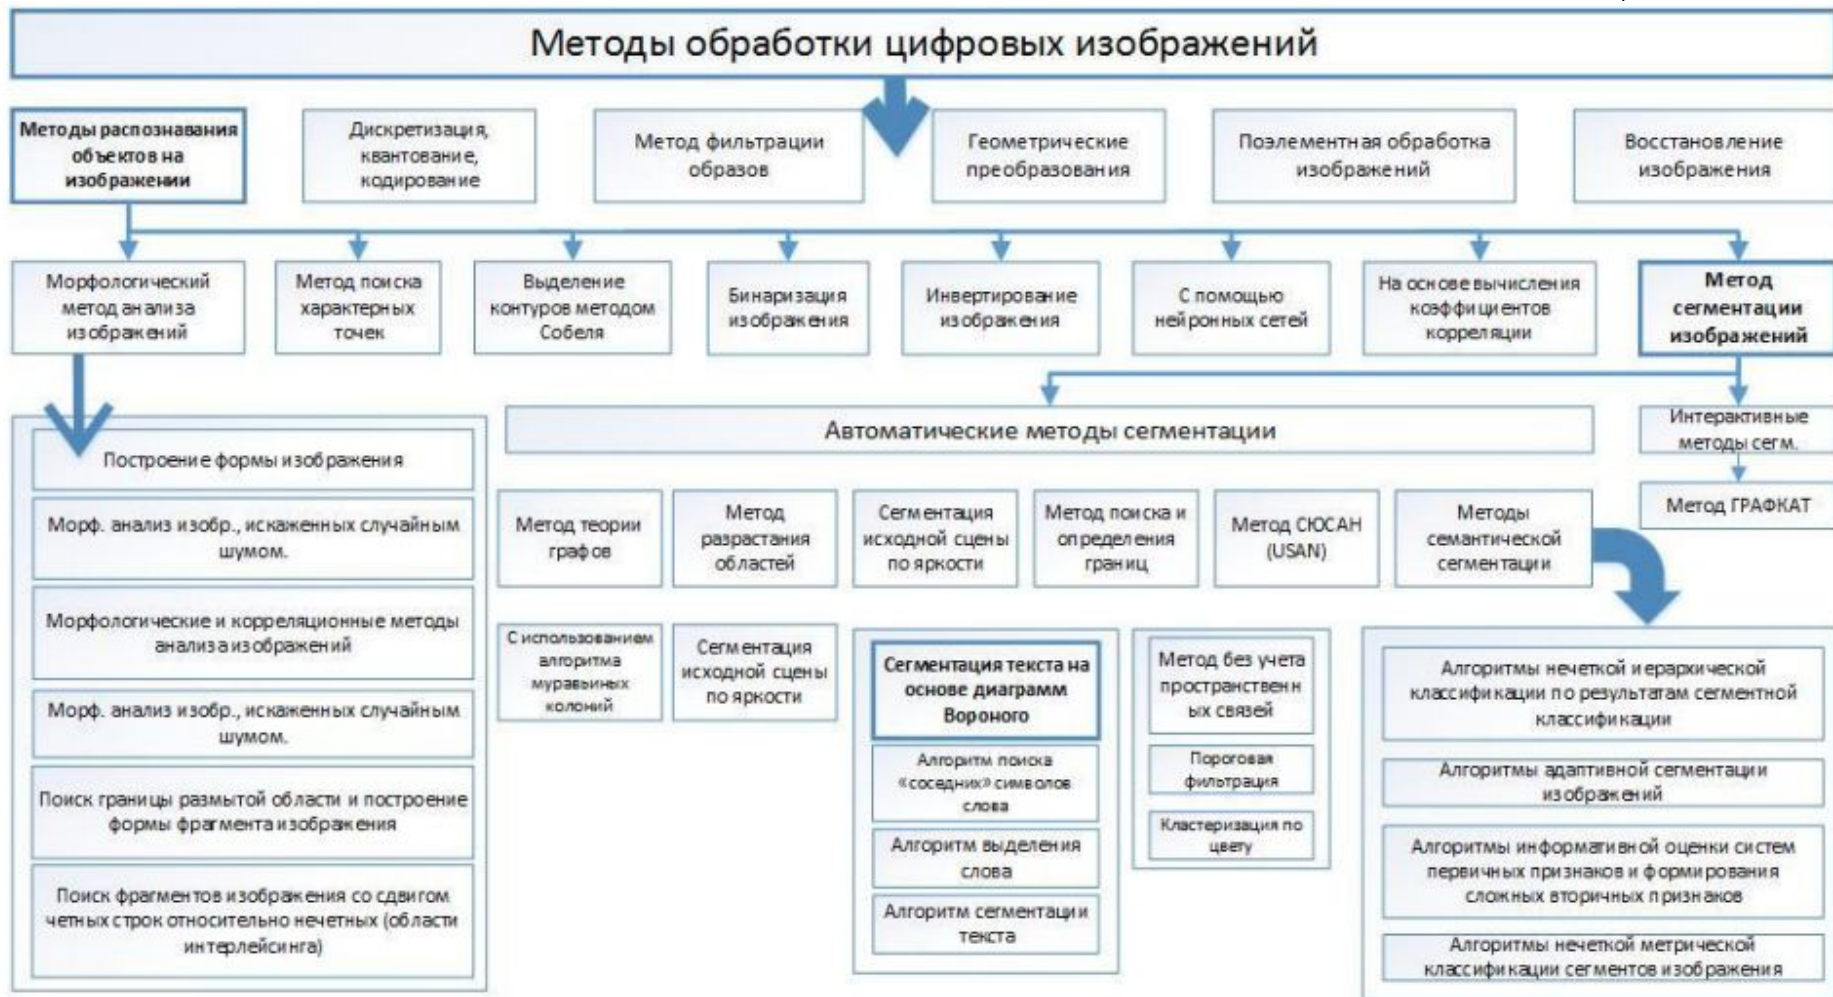 Методы обработки цифровых изображений
Методы распознавания
объектов на
изображении
Дискретизация,
квантование,
кодирование
Метод фильтрации
образов
Геометрические
преобразования
Поэлементная обработка
изображений
Восстановление
изображения
Морфологический
метод анализа
изображений
Метод поиска
характерных
точек
Выделение
контуров методом
Собеля
Бинаризация
изображения
Инвертирование
изображения
С помощью
нейронных сетей
На основе вычисления
коэффициентов
корреляции
Метод
сегментации
изображений
Построение формы изображения
Морф. анализ изобр., искаженных случайным
шумом.
Морфологические и корреляционные методы
анализа изображений
Морф. анализ изобр., искаженных случайным
шумом.
Поиск границы размытой области и построение
формы фрагмента изображения
Поиск фрагментов изображения со сдвигом
четных строк относительно нечетных (области
интерлейсинга)
Автоматические методы сегментации
Интерактивные
методы сегм.
Метод ГРАФКАТ
Метод теории
графов
Метод
разрастания
областей
Сегментация
исходной сцены
по яркости
Метод поиска и
определения
границ
Метод СЮСАН
(USAN)
Методы
семантической
сегментации
С использованием
алгоритма
муравьиных
колоний
Сегментация
исходной сцены
по яркости
Сегментация текста на
основе диаграмм
Вороного
Алгоритм поиска
«соседних» символов
слова
Алгоритм выделения
слова
Алгоритм сегментации
текста
Метод без учета
пространственн
ых связей
Пороговая
фильтрация
Кластеризация по
цвету
Алгоритмы нечеткой иерархической
классификации по результатам сегментной
классификации
Алгоритмы адаптивной сегментации
изображений
Алгоритмы информативной оценки систем
первичных признаков и формирования
сложных вторичных признаков
Алгоритмы нечеткой метрической
классификации сегментов изображения